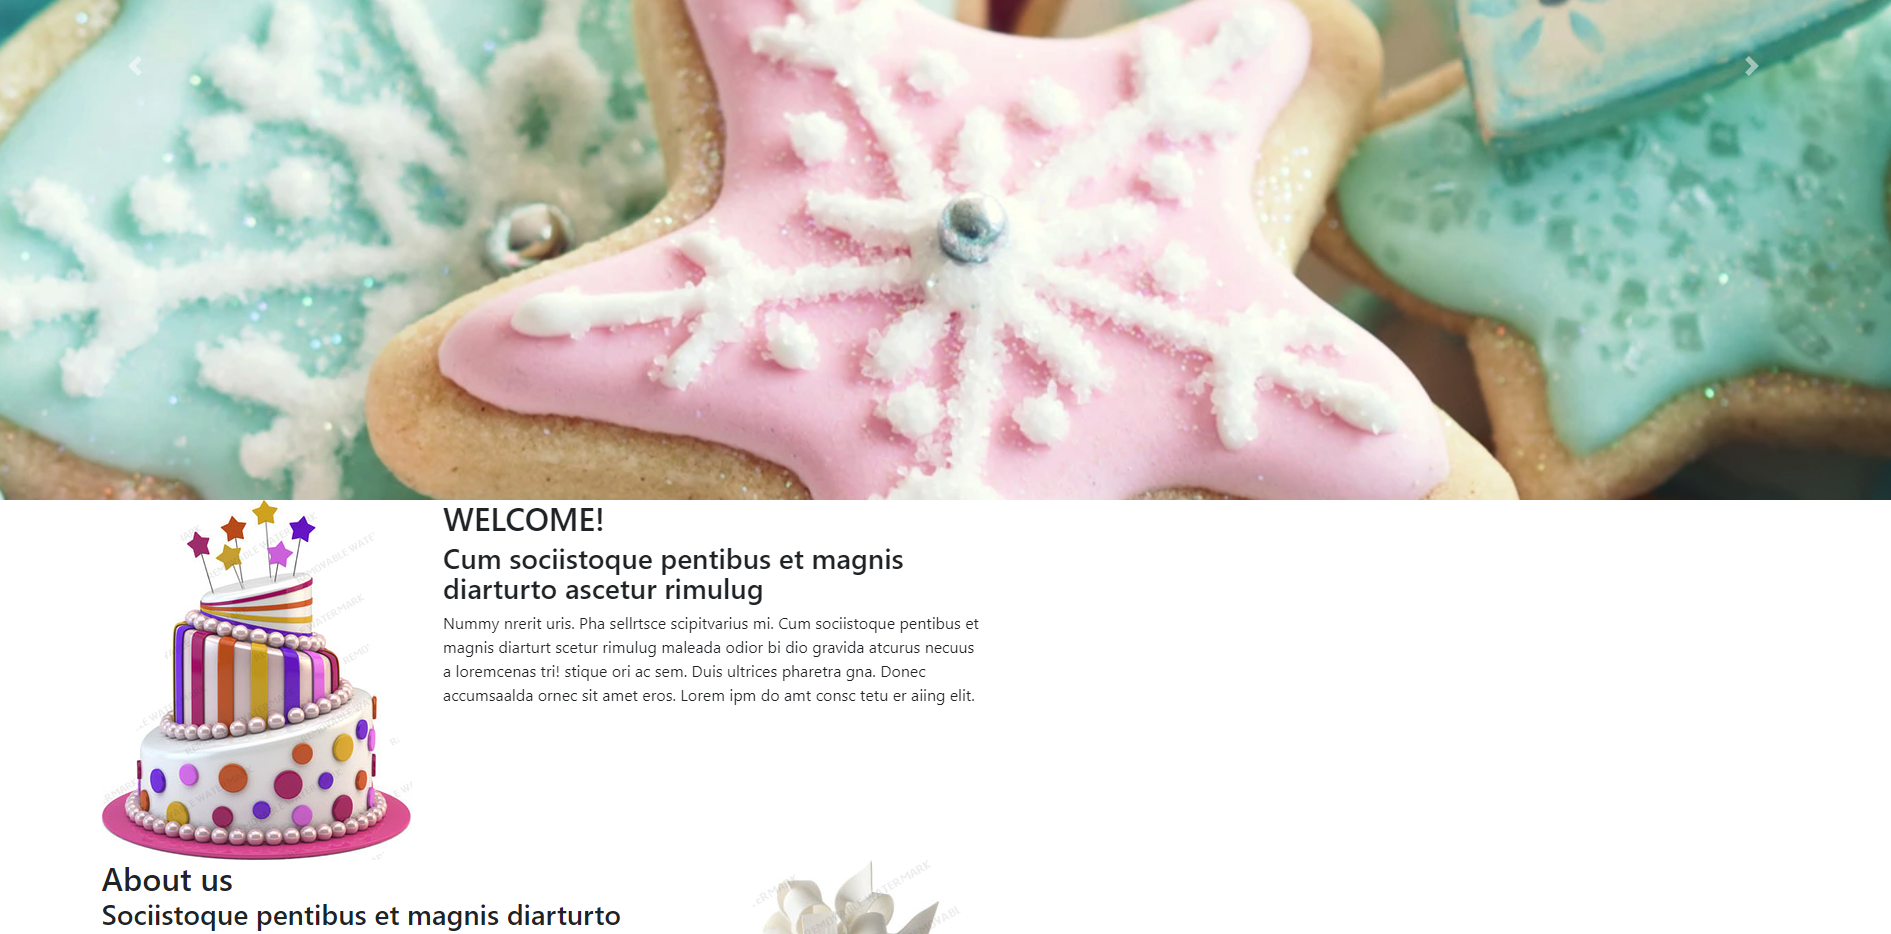 WELCOME!
Cum sociistoque pentibus et magnis
diarturto ascetur rimulug
Nummy nrerit uris. Pha sellrtsce scipitvarius mi. Cum sociistoque pentibus et
magnis diarturt scetur rimulug maleada odior bi dio gravida atcurus necuus
a loremcenas tri! stique ori ac sem. Duis ultrices pharetra gna. Donec
accumsaalda ornec sit amet eros. Lorem ipm do amt consc tetu er aiing elit.
About us
Sociistoque pentibus et magnis diarturto